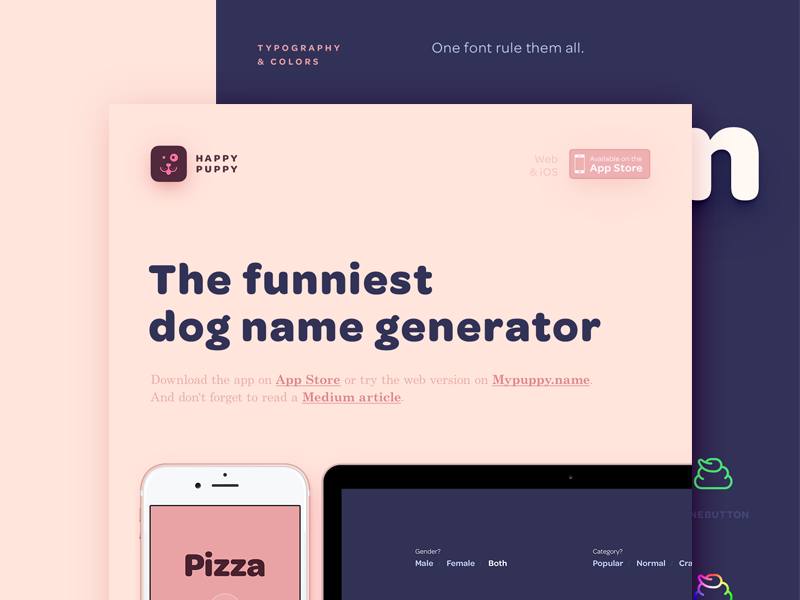 TYPOGRAPHY
& COLORS
One font rule them all.
HAPPY
PUPPY
Web
& iOS
Available on the
App Store
The funniest
dog name generator
Download the app on App Store or try the web version on Mypuppy.name.
And don't forget to read a Medium article.
Pizza
Gender?
Male Female Both
Category?
Popular Normal